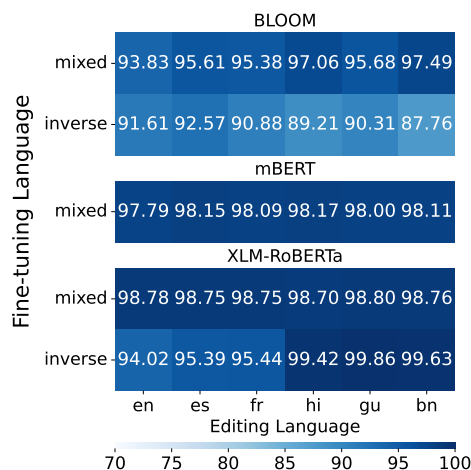 BLOOM
mixed 93.83 95.61 95.38 97.06 95.68 97.49
inverse 91.61 92.57 90.88 89.21 90.31 87.76
mBERT
mixed 97.79 98.15 98.09 98.17 98.00 98.11
XLM-RoBERTa
mixed 98.78 98.75 98.75 98.70 98.80 98.76
inverse 94.02 95.39 95.44 99.42 99.86 99.63
en es fr hi gu bn
Editing Language
70 75 80 85 90 95 100
Fine-tuning Language